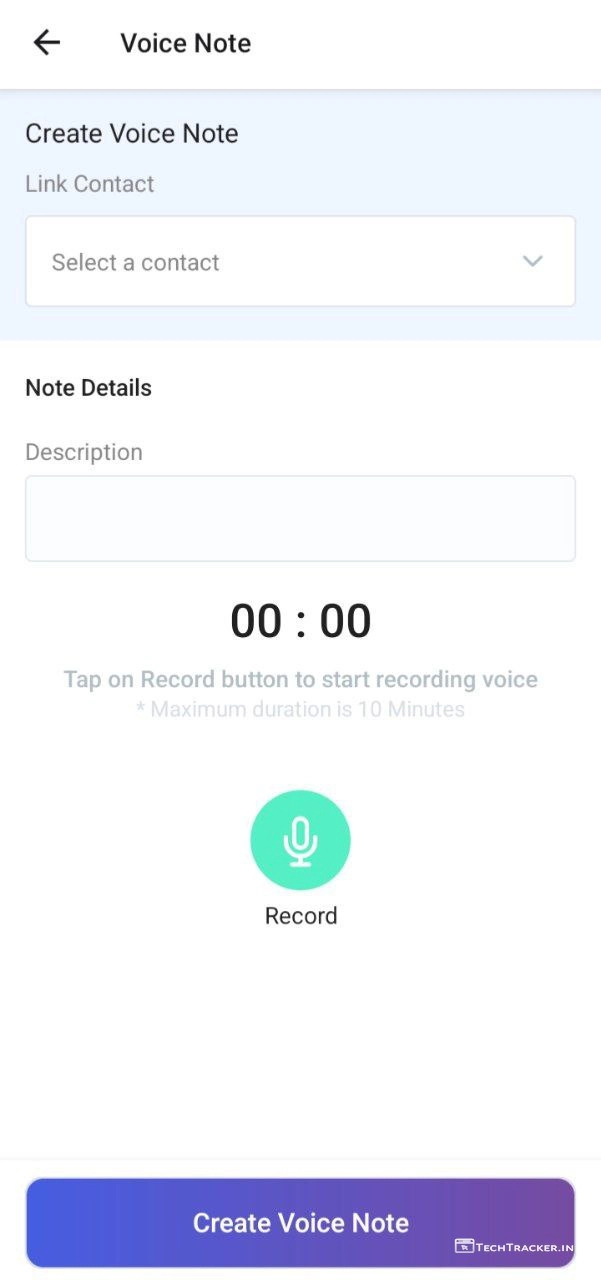 Voice Note
Create Voice Note
Link Contact
Select a contact
Note Details
Description
00 : 00
Tap on Record button to start recording voice
* Maximum duration is 10 Minutes
Record
Create Voice Note
TECHTRACKER.IN